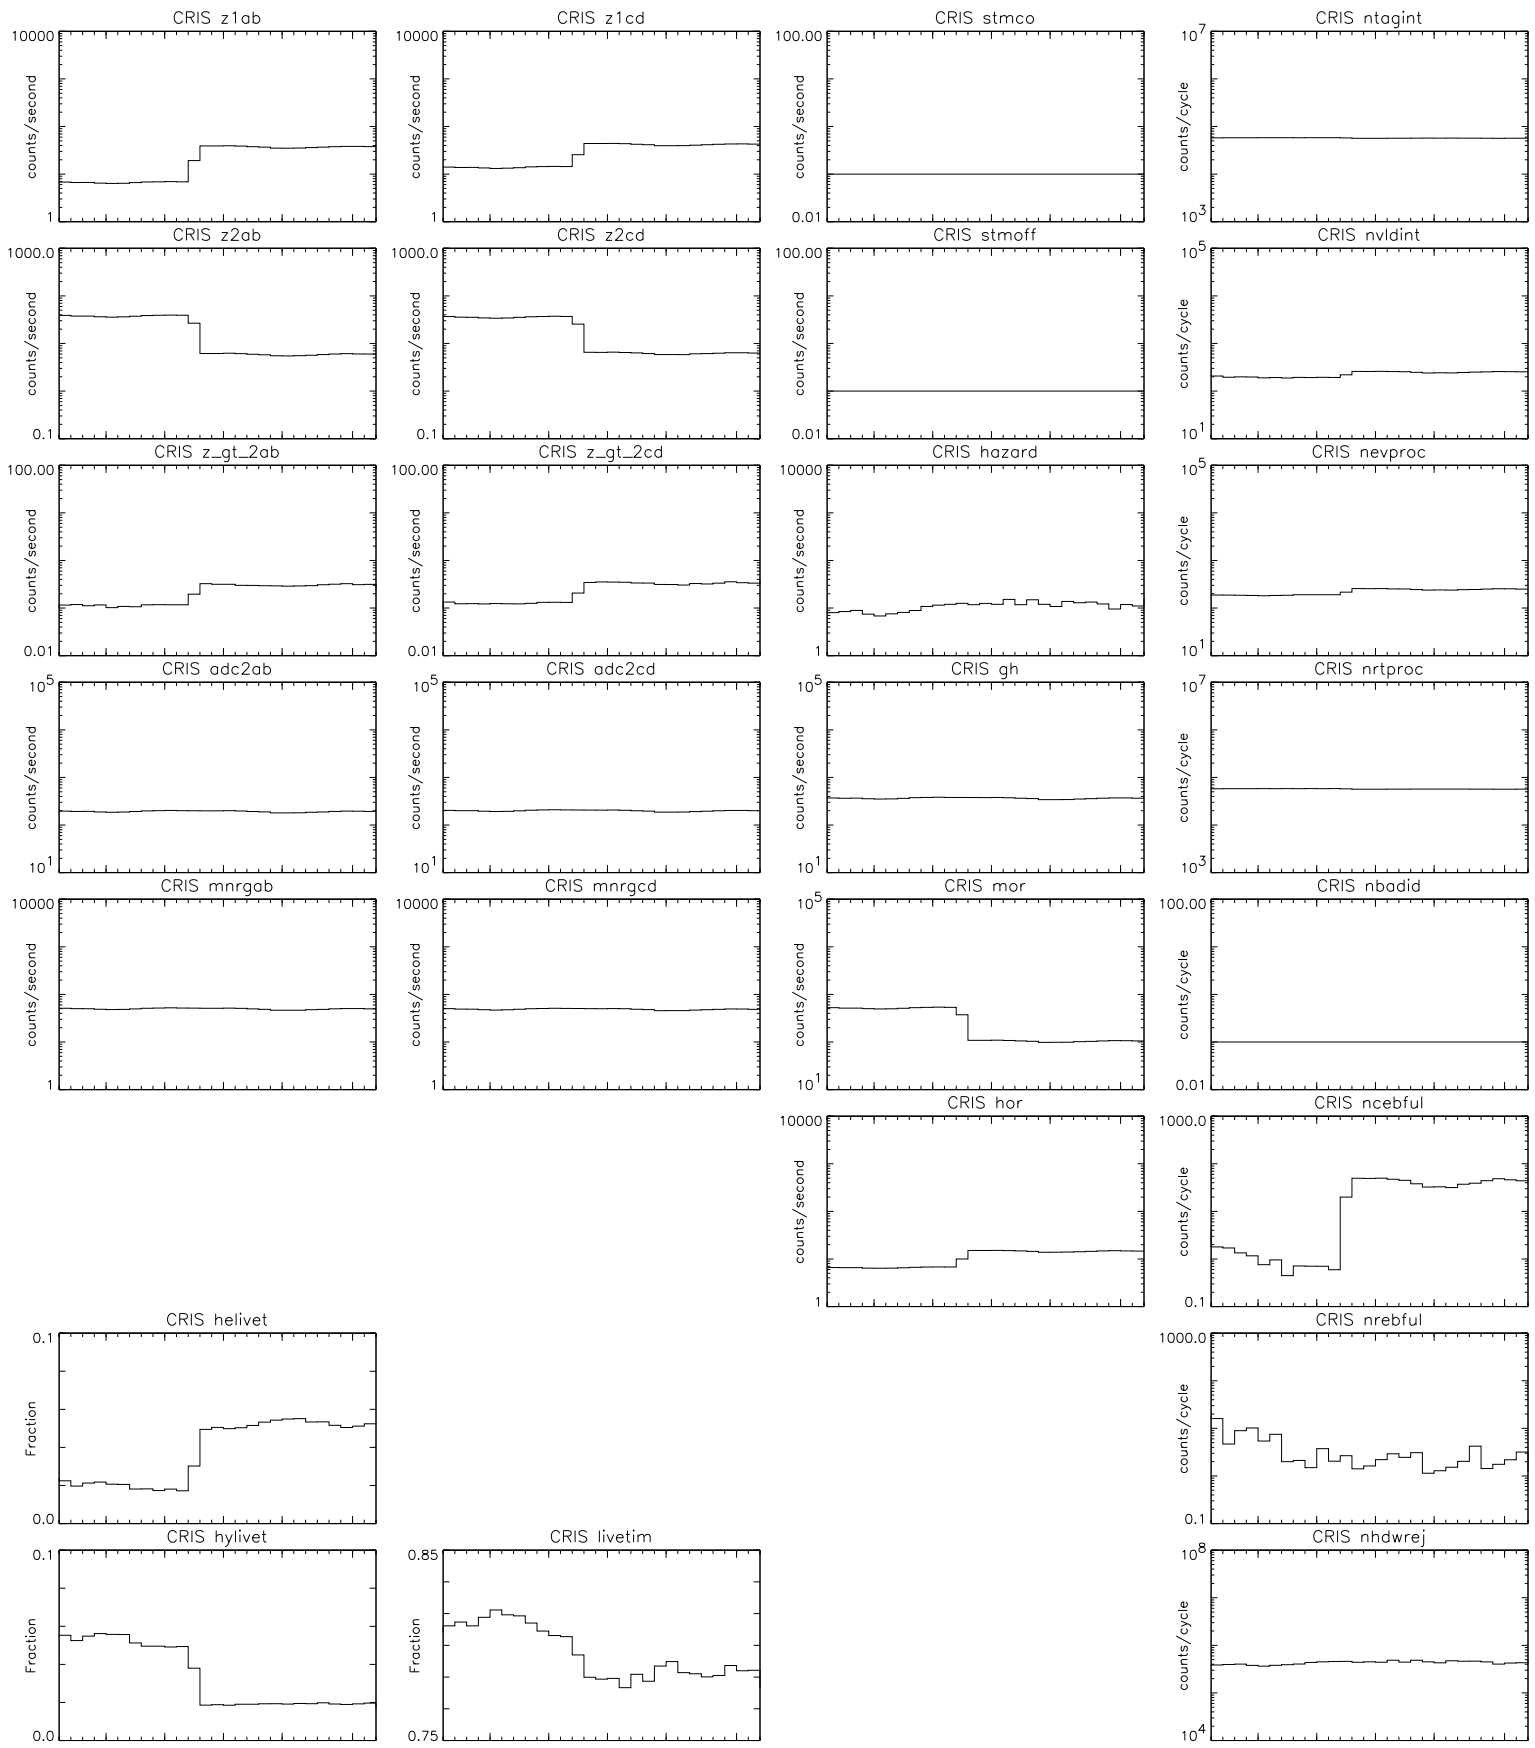 CRIS z1ab
10000
counts/second
1
CRIS z1cd
10000
counts/second
1
CRIS stmco
100.00
counts/second
0.01
CRIS ntagint
10^7
counts/cycle
10^3
CRIS z2ab
1000.0
counts/second
0.1
CRIS z2cd
1000.0
counts/second
0.1
CRIS stmoff
100.00
counts/second
0.01
CRIS nvldint
10^5
counts/cycle
10^1
CRIS z_gt_2ab
100.00
counts/second
0.01
CRIS z_gt_2cd
100.00
counts/second
0.01
CRIS hazard
10000
counts/second
1
CRIS nevproc
10^5
counts/cycle
10^1
CRIS adc2ab
10^5
counts/second
10^1
CRIS adc2cd
10^5
counts/second
10^1
CRIS gh
10^5
counts/second
10^1
CRIS nrtproc
10^7
counts/cycle
10^3
CRIS mnrgab
10000
counts/second
1
CRIS mnrgcd
10000
counts/second
1
CRIS mor
10^5
counts/second
10^1
CRIS nbadid
100.00
counts/cycle
0.01
CRIS hor
10000
counts/second
1
CRIS ncebful
1000.0
counts/cycle
0.1
CRIS helivet
0.1
Fraction
0.0
CRIS nrebful
1000.0
counts/cycle
0.1
CRIS hylivet
0.1
Fraction
0.0
CRIS livetim
0.85
Fraction
0.75
CRIS nhdwrej
10^8
counts/cycle
10^4